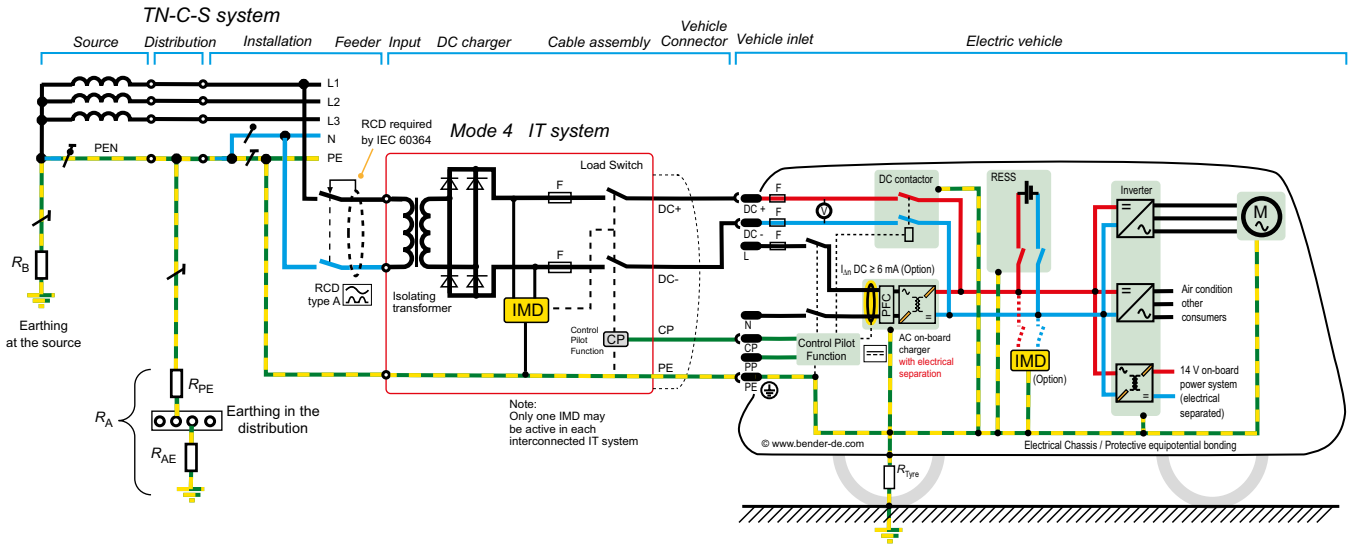 TN-C-S system
Source
Distribution
Installation
Feeder
Input
DC charger
Cable assembly
Vehicle
Connector
Vehicle inlet
Electric vehicle
L1
L2
L3
N
PE
PEN
RCD required
by IEC 60364
Mode 4 IT system
Load Switch
F
F
DC+
DC-
CP
PE
RCD
type A
Isolating
transformer
IMD
Control
Pilot
Function
CP
Note:
Only one IMD may
be active in each
interconnected IT system
RB
Earthing
at the source
RA
RPE
Earthing in the
distribution
RAE
DC +
DC -
L
N
CP
PP
PE
F
F
F
V
DC contactor
I∆n DC ≥ 6 mA (Option)
PFC
AC on-board
charger
with electrical
separation
Control Pilot
Function
RESS
IMD
(Option)
Inverter
M
Air condition
other
consumers
14 V on-board
power system
(electrical
separated)
© www.bender-de.com
Electrical Chassis / Protective equipotential bonding
RTyre